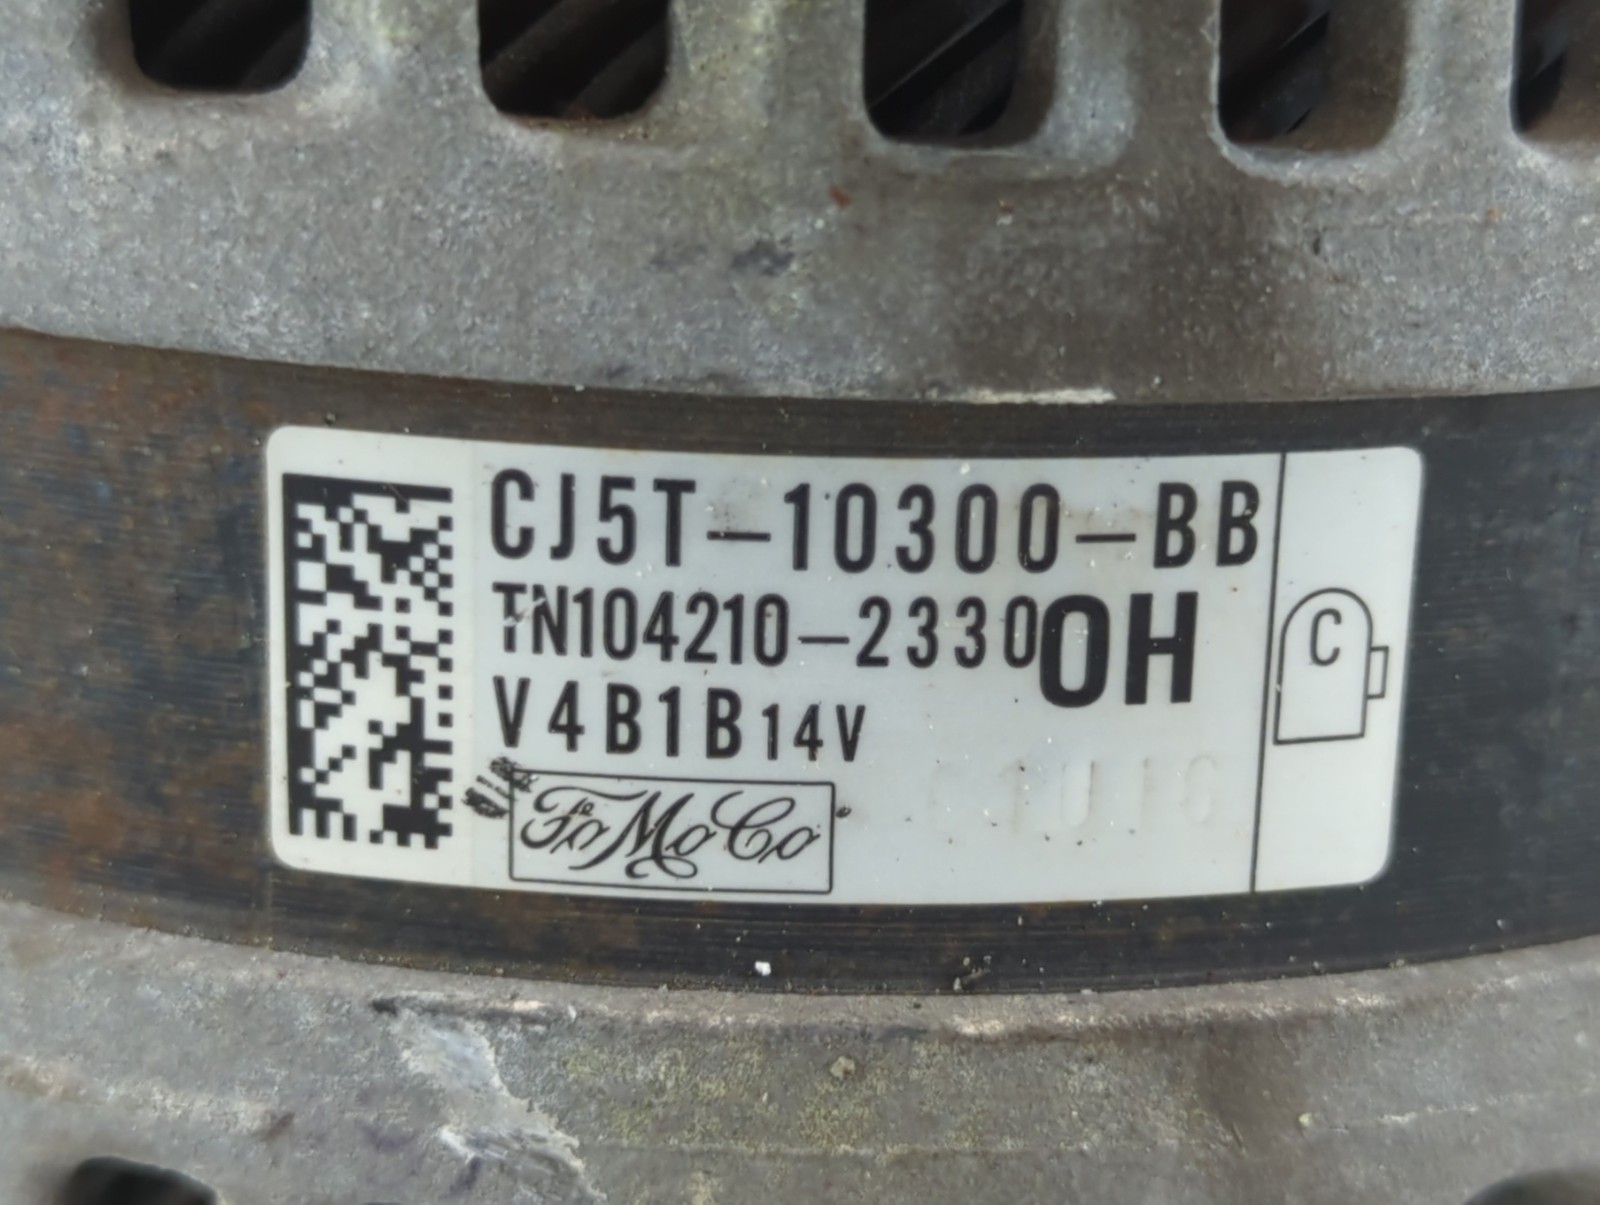 CJ5T-10300-BB
TN104210-2330 OH
V4B1B 14V
FoMoCo
C